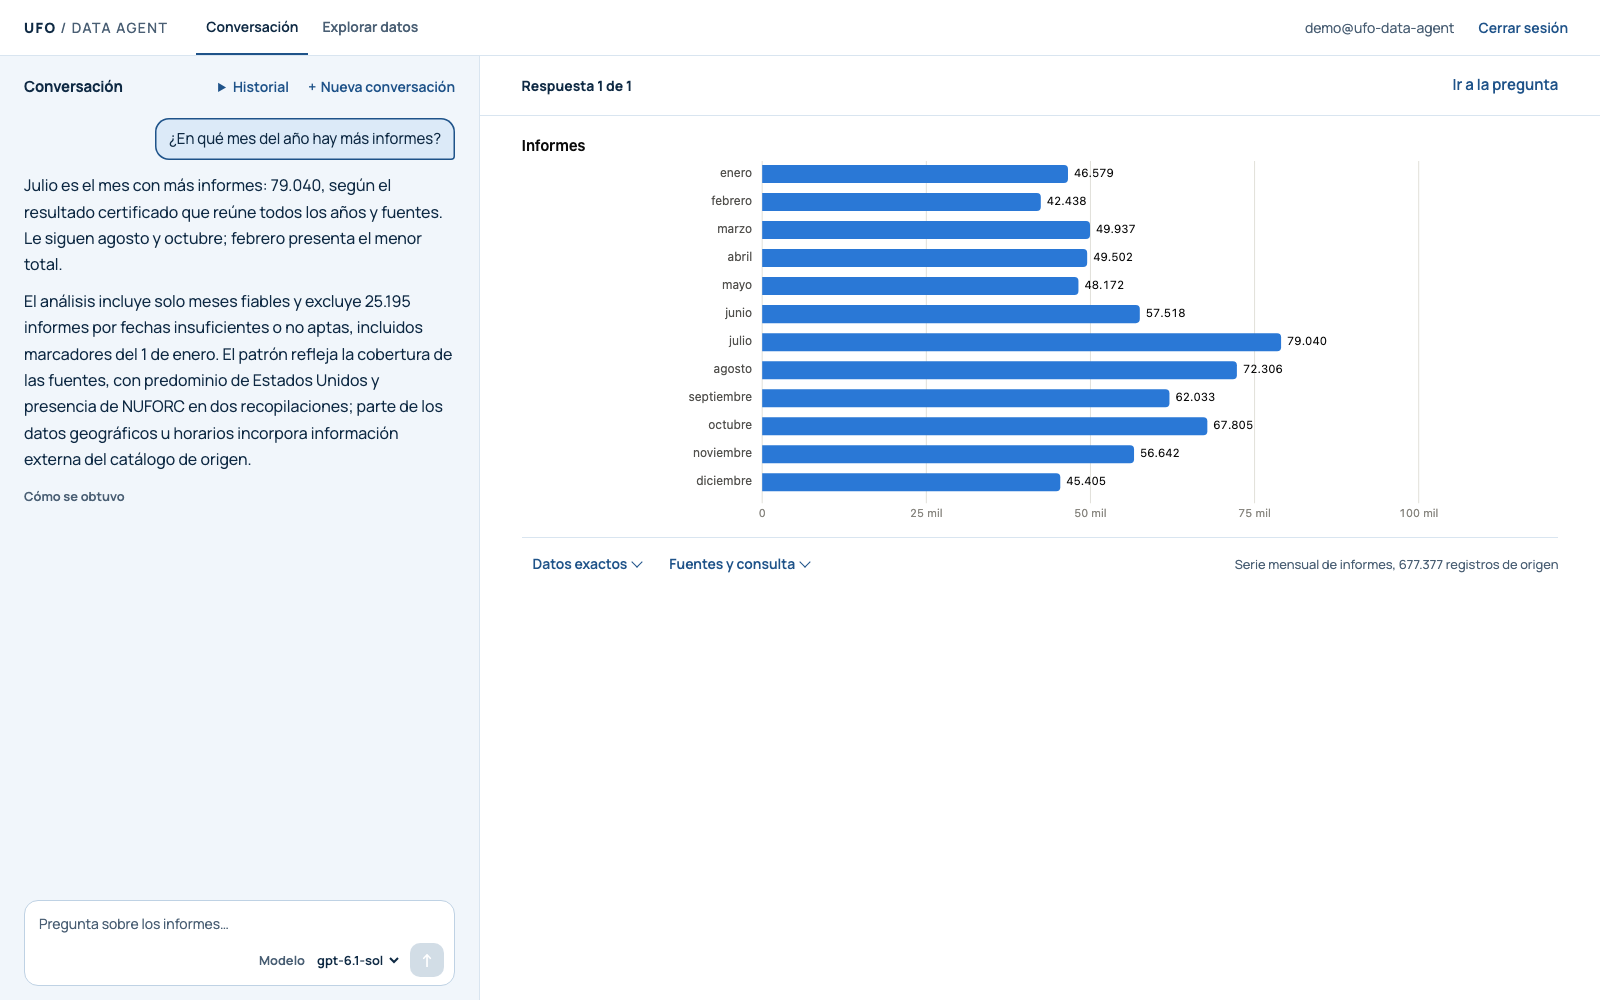 UFO / DATA AGENT
Conversación
Explorar datos
demo@ufo-data-agent
Cerrar sesión
Conversación
▶ Historial
+ Nueva conversación
¿En qué mes del año hay más informes?
Julio es el mes con más informes: 79.040, según el
resultado certificado que reúne todos los años y fuentes.
Le siguen agosto y octubre; febrero presenta el menor
total.
El análisis incluye solo meses fiables y excluye 25.195
informes por fechas insuficientes o no aptas, incluidos
marcadores del 1 de enero. El patrón refleja la cobertura de
las fuentes, con predominio de Estados Unidos y
presencia de NUFORC en dos recopilaciones; parte de los
datos geográficos u horarios incorpora información
externa del catálogo de origen.
Cómo se obtuvo
Pregunta sobre los informes…
Modelo gpt-6.1-sol
Respuesta 1 de 1
Ir a la pregunta
Informes
enero 46.579
febrero 42.438
marzo 49.937
abril 49.502
mayo 48.172
junio 57.518
julio 79.040
agosto 72.306
septiembre 62.033
octubre 67.805
noviembre 56.642
diciembre 45.405
0 25 mil 50 mil 75 mil 100 mil
Datos exactos
Fuentes y consulta
Serie mensual de informes, 677.377 registros de origen